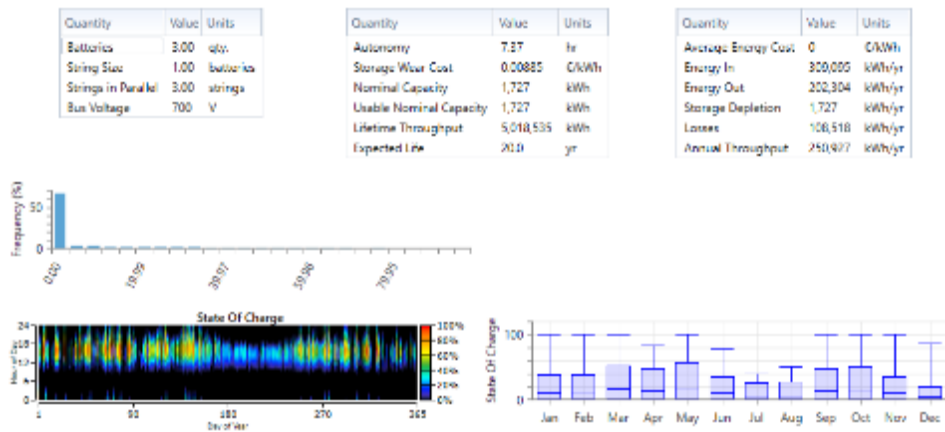 Quantity Value Units
Batteries 3.00 qty.
String Size 1.00 batteries
Strings in Parallel 3.00 strings
Bus Voltage 700 V
Quantity Value Units
Autonomy 7.87 hr
Storage Wear Cost 0.00885 €/kWh
Nominal Capacity 1,727 kWh
Usable Nominal Capacity 1,727 kWh
Lifetime Throughput 5,018,535 kWh
Expected Life 20.0 yr
Quantity Value Units
Average Energy Cost 0 €/kWh
Energy In 309,095 kWh/yr
Energy Out 202,304 kWh/yr
Storage Depletion 1,727 kWh/yr
Losses 108,518 kWh/yr
Annual Throughput 250,927 kWh/yr
Frequency (%)
50
0
0.00 19.99 39.97 59.96 79.95
State Of Charge
24
18
12
6
0
Hour of Day
1 90 180 270 365
Day of Year
100%
80%
60%
40%
20%
0%
State Of Charge
100
0
Jan Feb Mar Apr May Jun Jul Aug Sep Oct Nov Dec